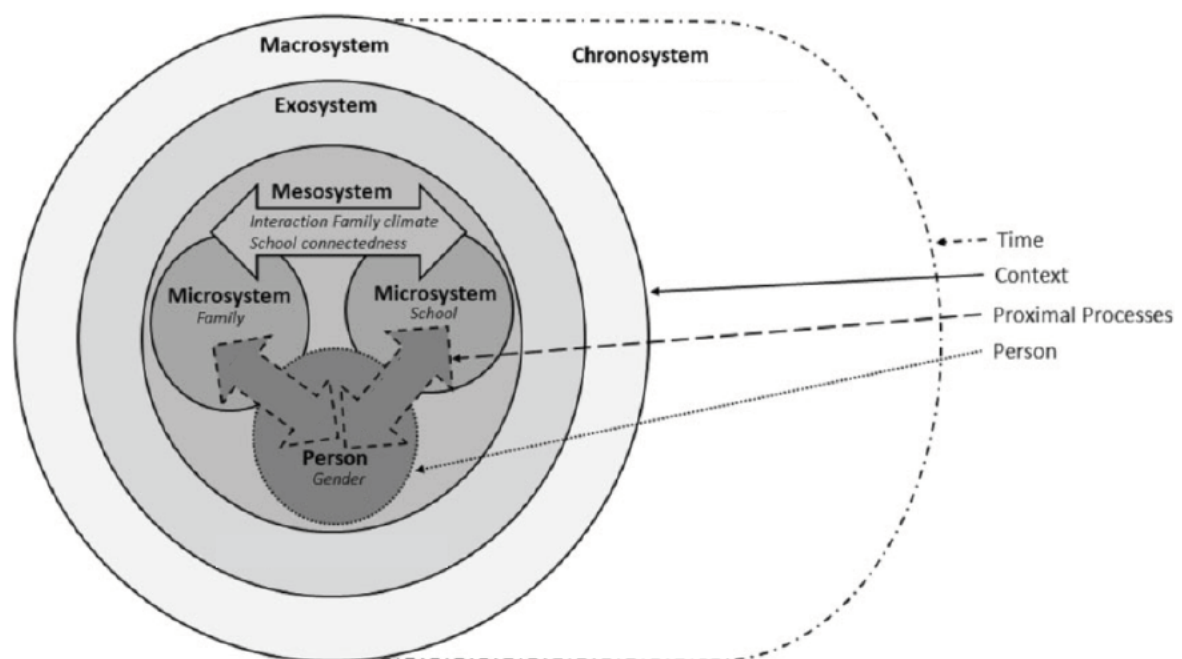 Macrosystem
Chronosystem
Exosystem
Mesosystem
Interaction Family climate
School connectedness
Microsystem
Family
Microsystem
School
Person
Gender
Time
Context
Proximal Processes
Person